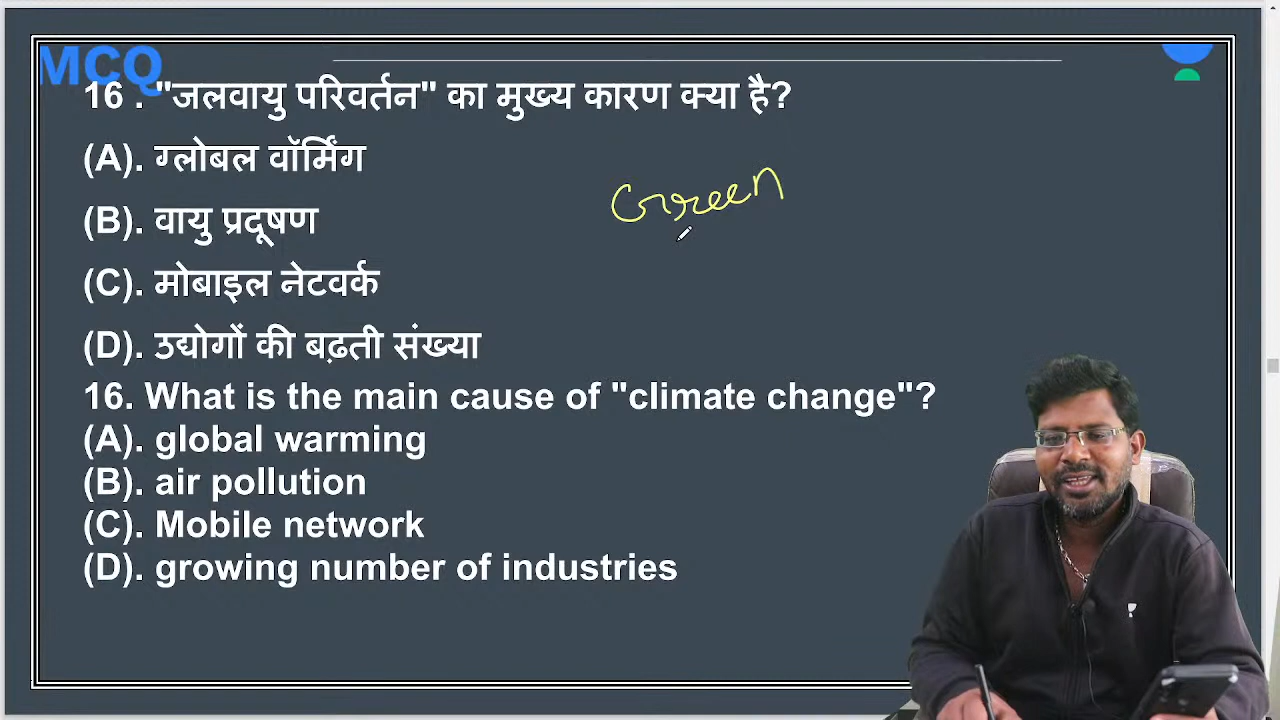 MCQ
16 . "जलवायु परिवर्तन" का मुख्य कारण क्या है?
(A). ग्लोबल वॉर्मिंग
Green
(B). वायु प्रदूषण
(C). मोबाइल नेटवर्क
(D). उद्योगों की बढ़ती संख्या
16. What is the main cause of "climate change"?
(A). global warming
(B). air pollution
(C). Mobile network
(D). growing number of industries